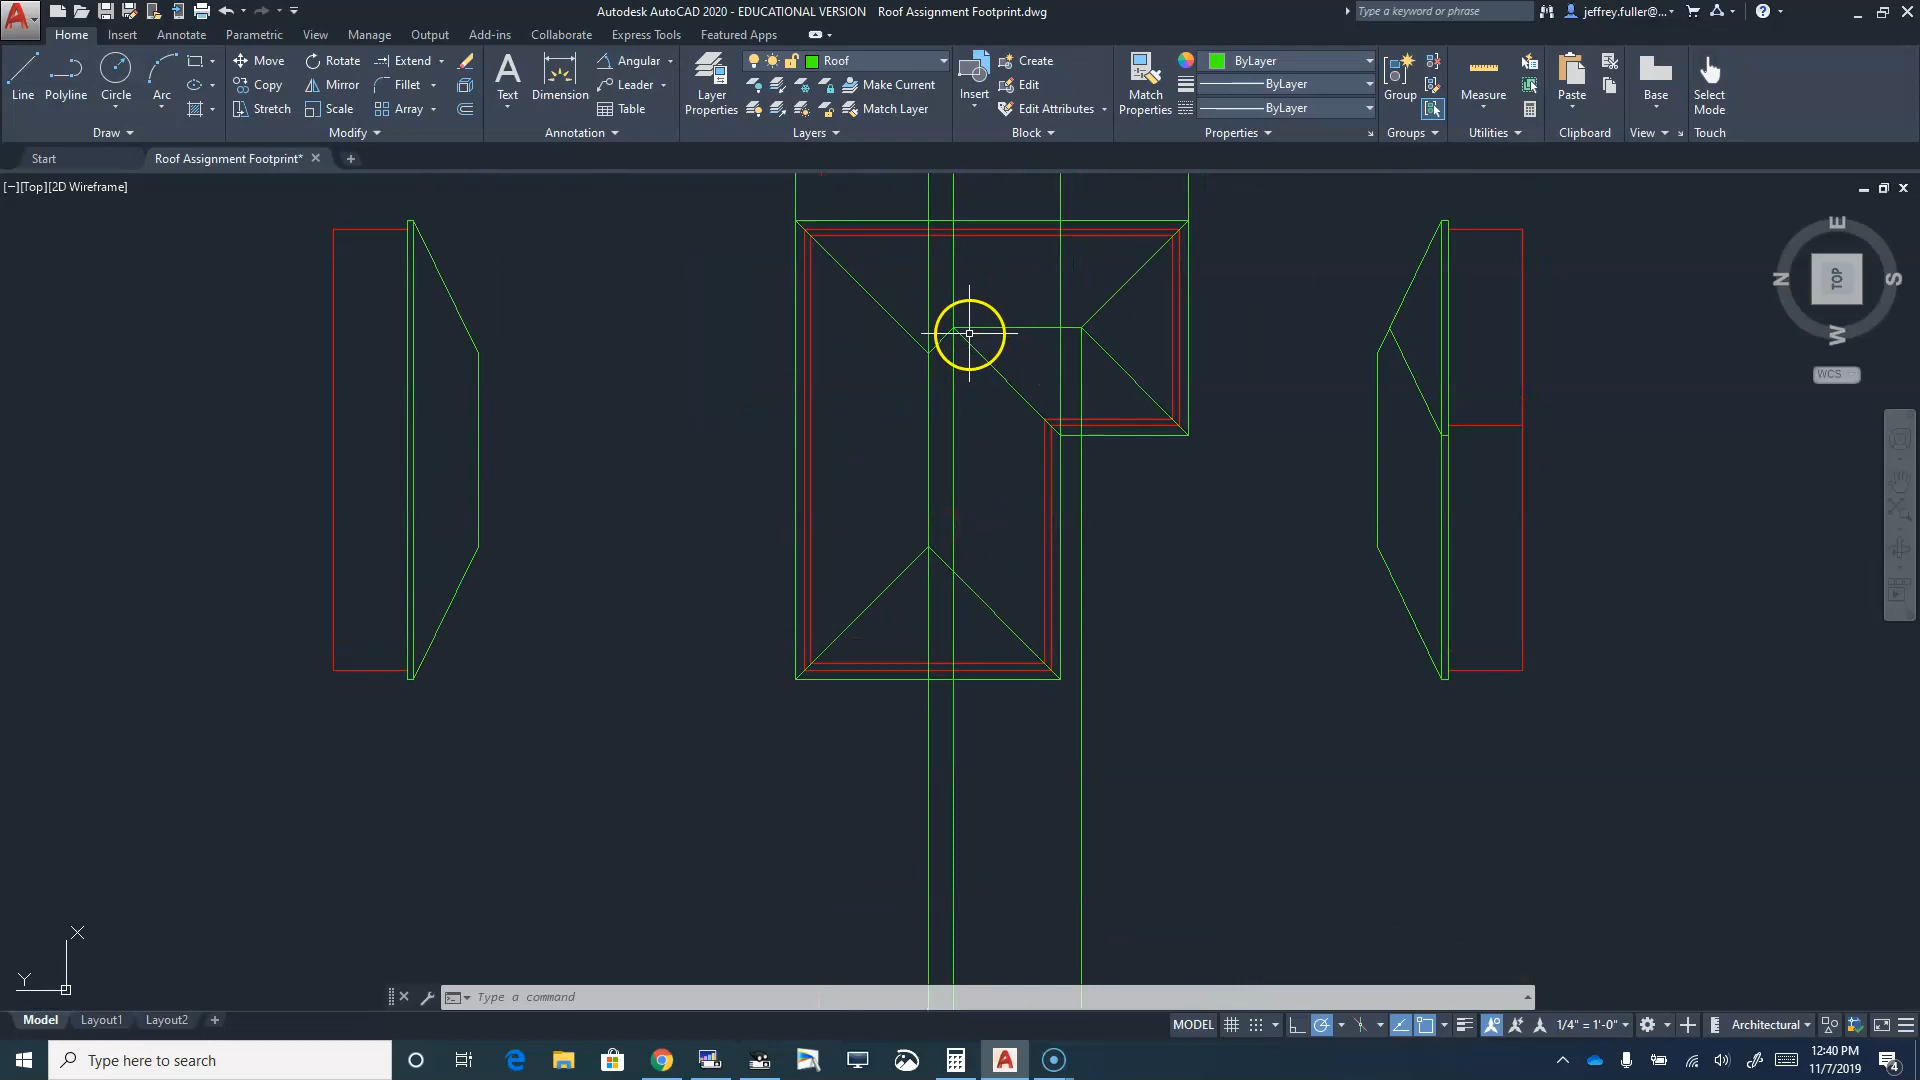 Autodesk AutoCAD 2020 - EDUCATIONAL VERSION Roof Assignment Footprint.dwg
Type a keyword or phrase
jeffrey.fuller@...
Home Insert Annotate Parametric View Manage Output Add-ins Collaborate Express Tools Featured Apps
Line Polyline Circle Arc
Move Rotate Extend
Copy Mirror Fillet
Stretch Scale Array
Text Dimension
Angular
Leader
Table
Layer Properties
Roof
Make Current
Match Layer
Insert
Create
Edit
Edit Attributes
Match Properties
ByLayer
ByLayer
ByLayer
Group
Measure
Paste
Base
Select Mode
Draw Modify Annotation Layers Block Properties Groups Utilities Clipboard View Touch
Start Roof Assignment Footprint*
[−][Top][2D Wireframe]
E
N TOP S
W
WCS
X
Y
Type a command
Model Layout1 Layout2
MODEL 1/4" = 1'-0" Architectural
Type here to search
12:40 PM
11/7/2019
4